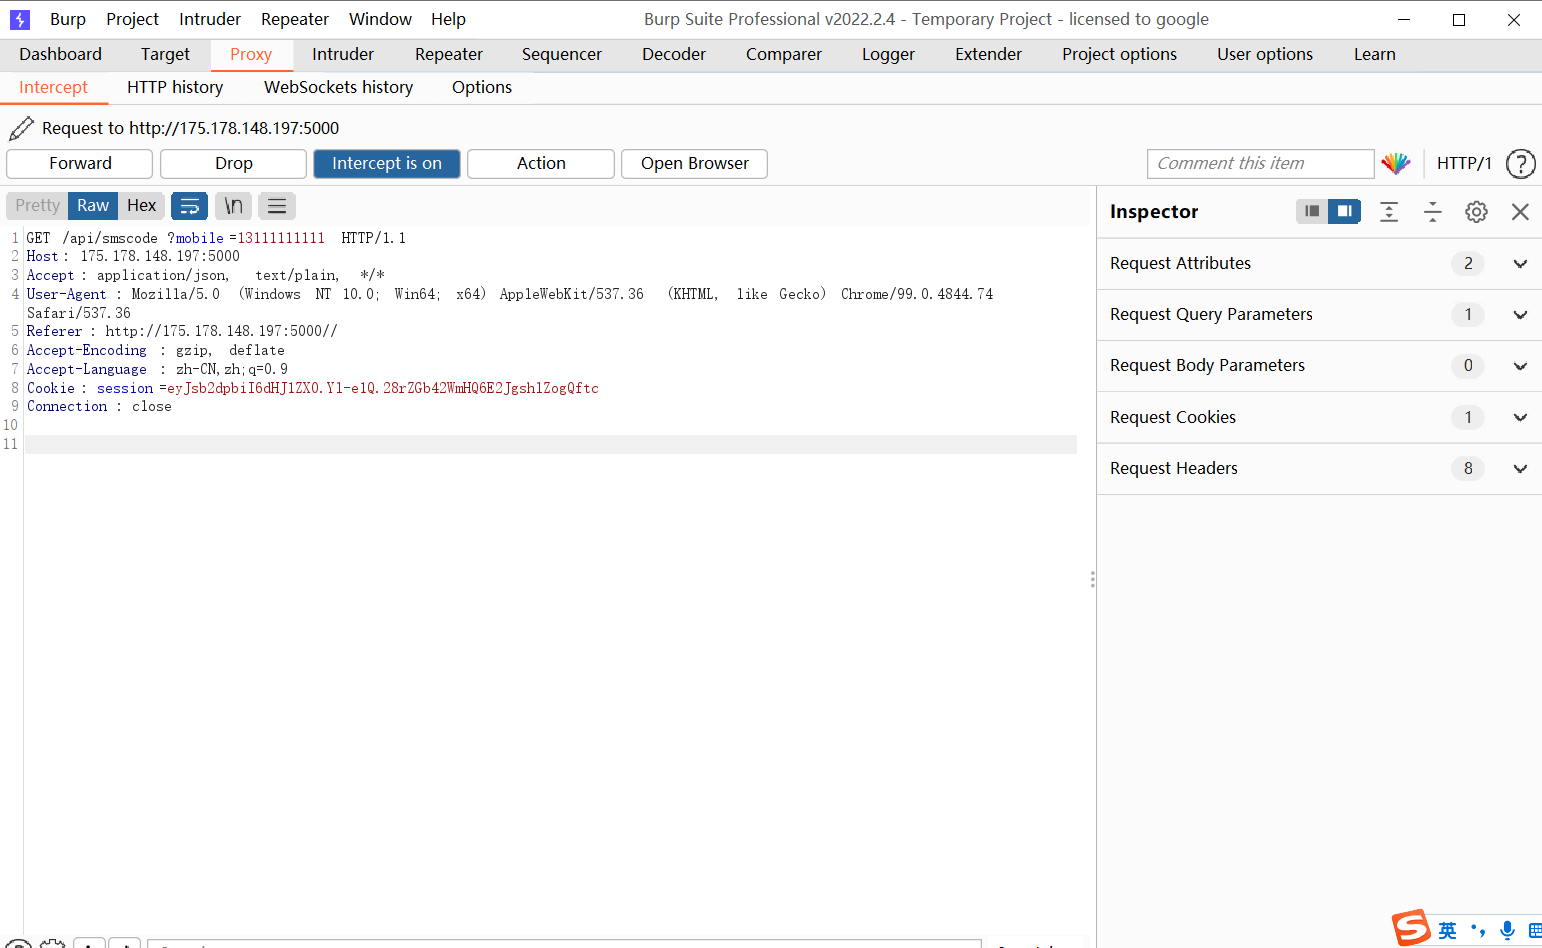 Burp Project Intruder Repeater Window Help Burp Suite Professional v2022.2.4 - Temporary Project - licensed to google
Dashboard Target Proxy Intruder Repeater Sequencer Decoder Comparer Logger Extender Project options User options Learn
Intercept HTTP history WebSockets history Options
Request to http://175.178.148.197:5000
Forward Drop Intercept is on Action Open Browser Comment this item HTTP/1 ?
Pretty Raw Hex \n
Inspector
1 GET /api/smscode?mobile=13111111111 HTTP/1.1
2 Host: 175.178.148.197:5000
3 Accept: application/json, text/plain, */*
4 User-Agent: Mozilla/5.0 (Windows NT 10.0; Win64; x64) AppleWebKit/537.36 (KHTML, like Gecko) Chrome/99.0.4844.74
Safari/537.36
5 Referer: http://175.178.148.197:5000//
6 Accept-Encoding: gzip, deflate
7 Accept-Language: zh-CN,zh;q=0.9
8 Cookie: session=eyJsb2dpbiI6dHJ1ZX0.Yl-elQ.28rZGb42WmHQ6E2JgshlZogQftc
9 Connection: close
10
11
Request Attributes 2
Request Query Parameters 1
Request Body Parameters 0
Request Cookies 1
Request Headers 8
S 英